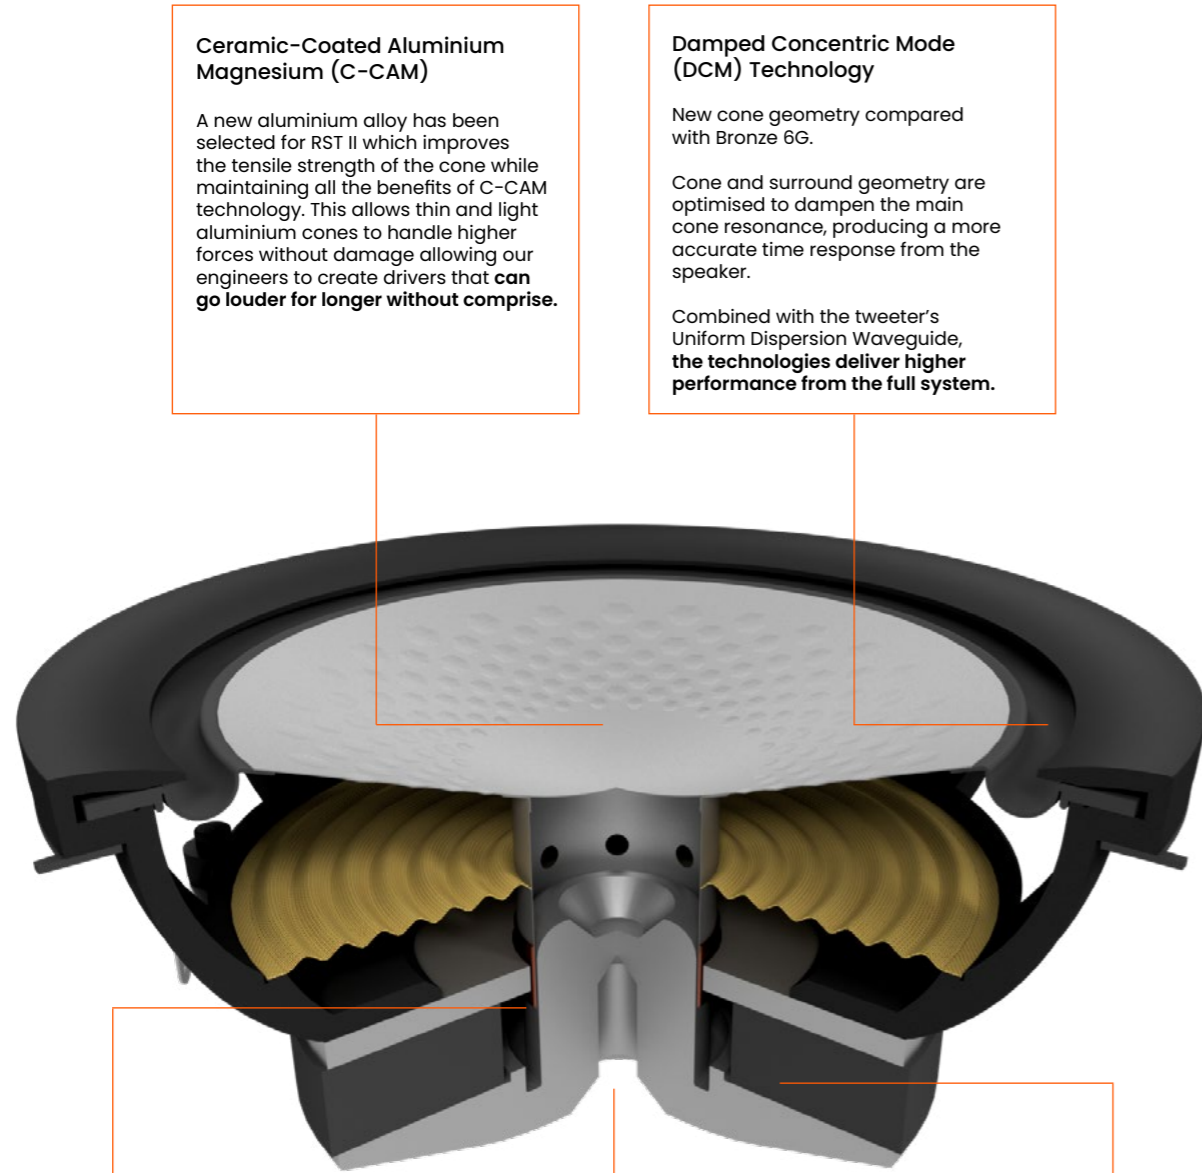 Ceramic-Coated Aluminium
Magnesium (C-CAM)
A new aluminium alloy has been
selected for RST II which improves
the tensile strength of the cone while
maintaining all the benefits of C-CAM
technology. This allows thin and light
aluminium cones to handle higher
forces without damage allowing our
engineers to create drivers that can
go louder for longer without comprise.
Damped Concentric Mode
(DCM) Technology
New cone geometry compared
with Bronze 6G.
Cone and surround geometry are
optimised to dampen the main
cone resonance, producing a more
accurate time response from the
speaker.
Combined with the tweeter’s
Uniform Dispersion Waveguide,
the technologies deliver higher
performance from the full system.